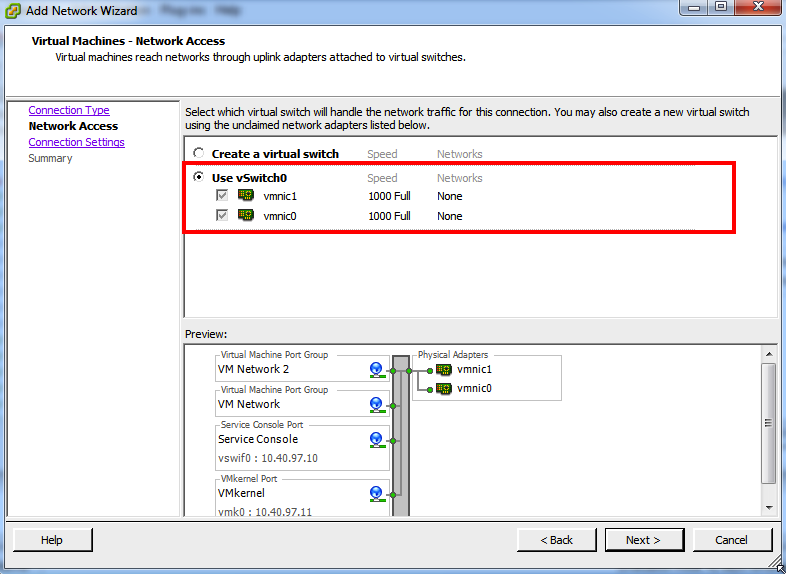 Add Network Wizard
Virtual Machines - Network Access
Virtual machines reach networks through uplink adapters attached to virtual switches.
Connection Type
Network Access
Connection Settings
Summary
Select which virtual switch will handle the network traffic for this connection. You may also create a new virtual switch
using the unclaimed network adapters listed below.
Create a virtual switch Speed Networks
Use vSwitch0 Speed Networks
vmnic1 1000 Full None
vmnic0 1000 Full None
Preview:
Virtual Machine Port Group
VM Network 2
Virtual Machine Port Group
VM Network
Service Console Port
Service Console
vswif0 : 10.40.97.10
VMkernel Port
VMkernel
vmk0 : 10.40.97.11
Physical Adapters
vmnic1
vmnic0
Help
< Back
Next >
Cancel